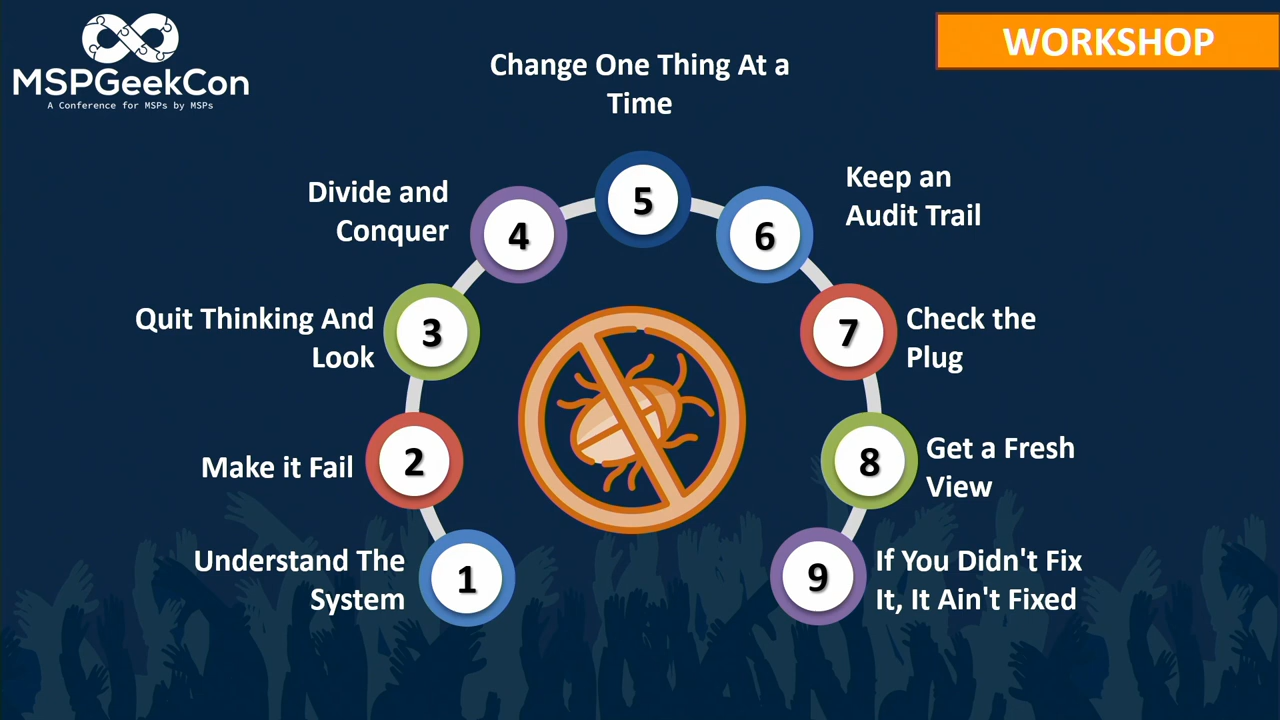 MSPGeekCon
A Conference for MSPs by MSPs
WORKSHOP
Understand The
System
1
Make it Fail
2
Quit Thinking And
Look
3
Divide and
Conquer
4
Change One Thing At a
Time
5
Keep an
Audit Trail
6
Check the
Plug
7
Get a Fresh
View
8
If You Didn't Fix
It, It Ain't Fixed
9